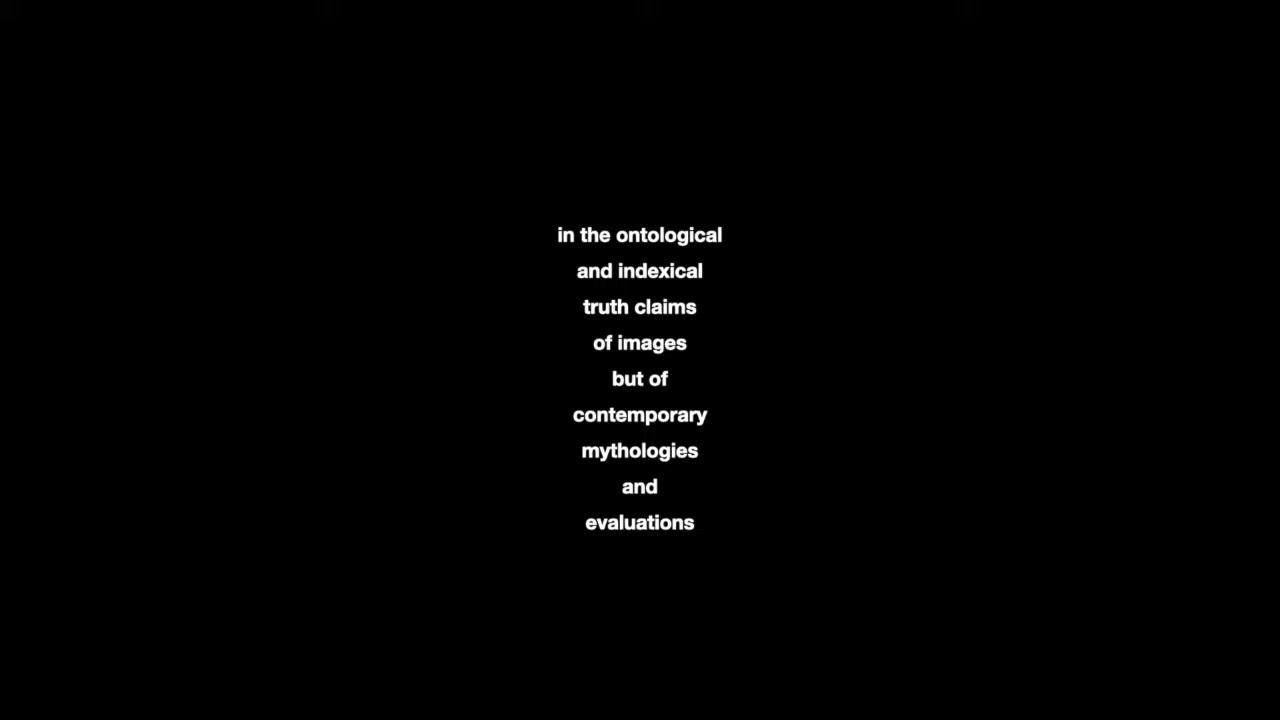 in the ontological
and indexical
truth claims
of images
but of
contemporary
mythologies
and
evaluations